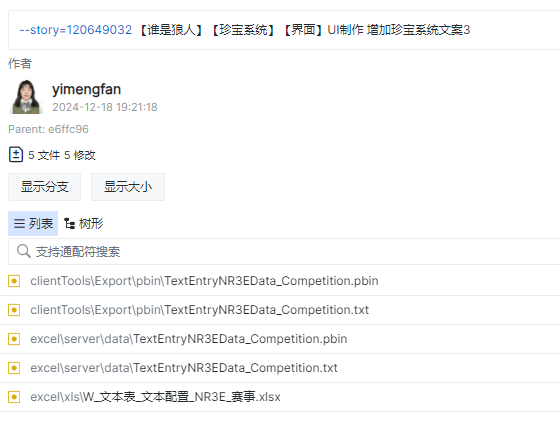 --story=120649032 【谁是狼人】【珍宝系统】【界面】UI制作 增加珍宝系统文案3
作者
yimengfan
2024-12-18 19:21:18
Parent: e6ffc96
5 文件 5 修改
显示分支 显示大小
列表 树形
支持通配符搜索
clientTools\Export\pbin\TextEntryNR3EData_Competition.pbin
clientTools\Export\pbin\TextEntryNR3EData_Competition.txt
excel\server\data\TextEntryNR3EData_Competition.pbin
excel\server\data\TextEntryNR3EData_Competition.txt
excel\xls\W_文本表_文本配置_NR3E_赛事.xlsx